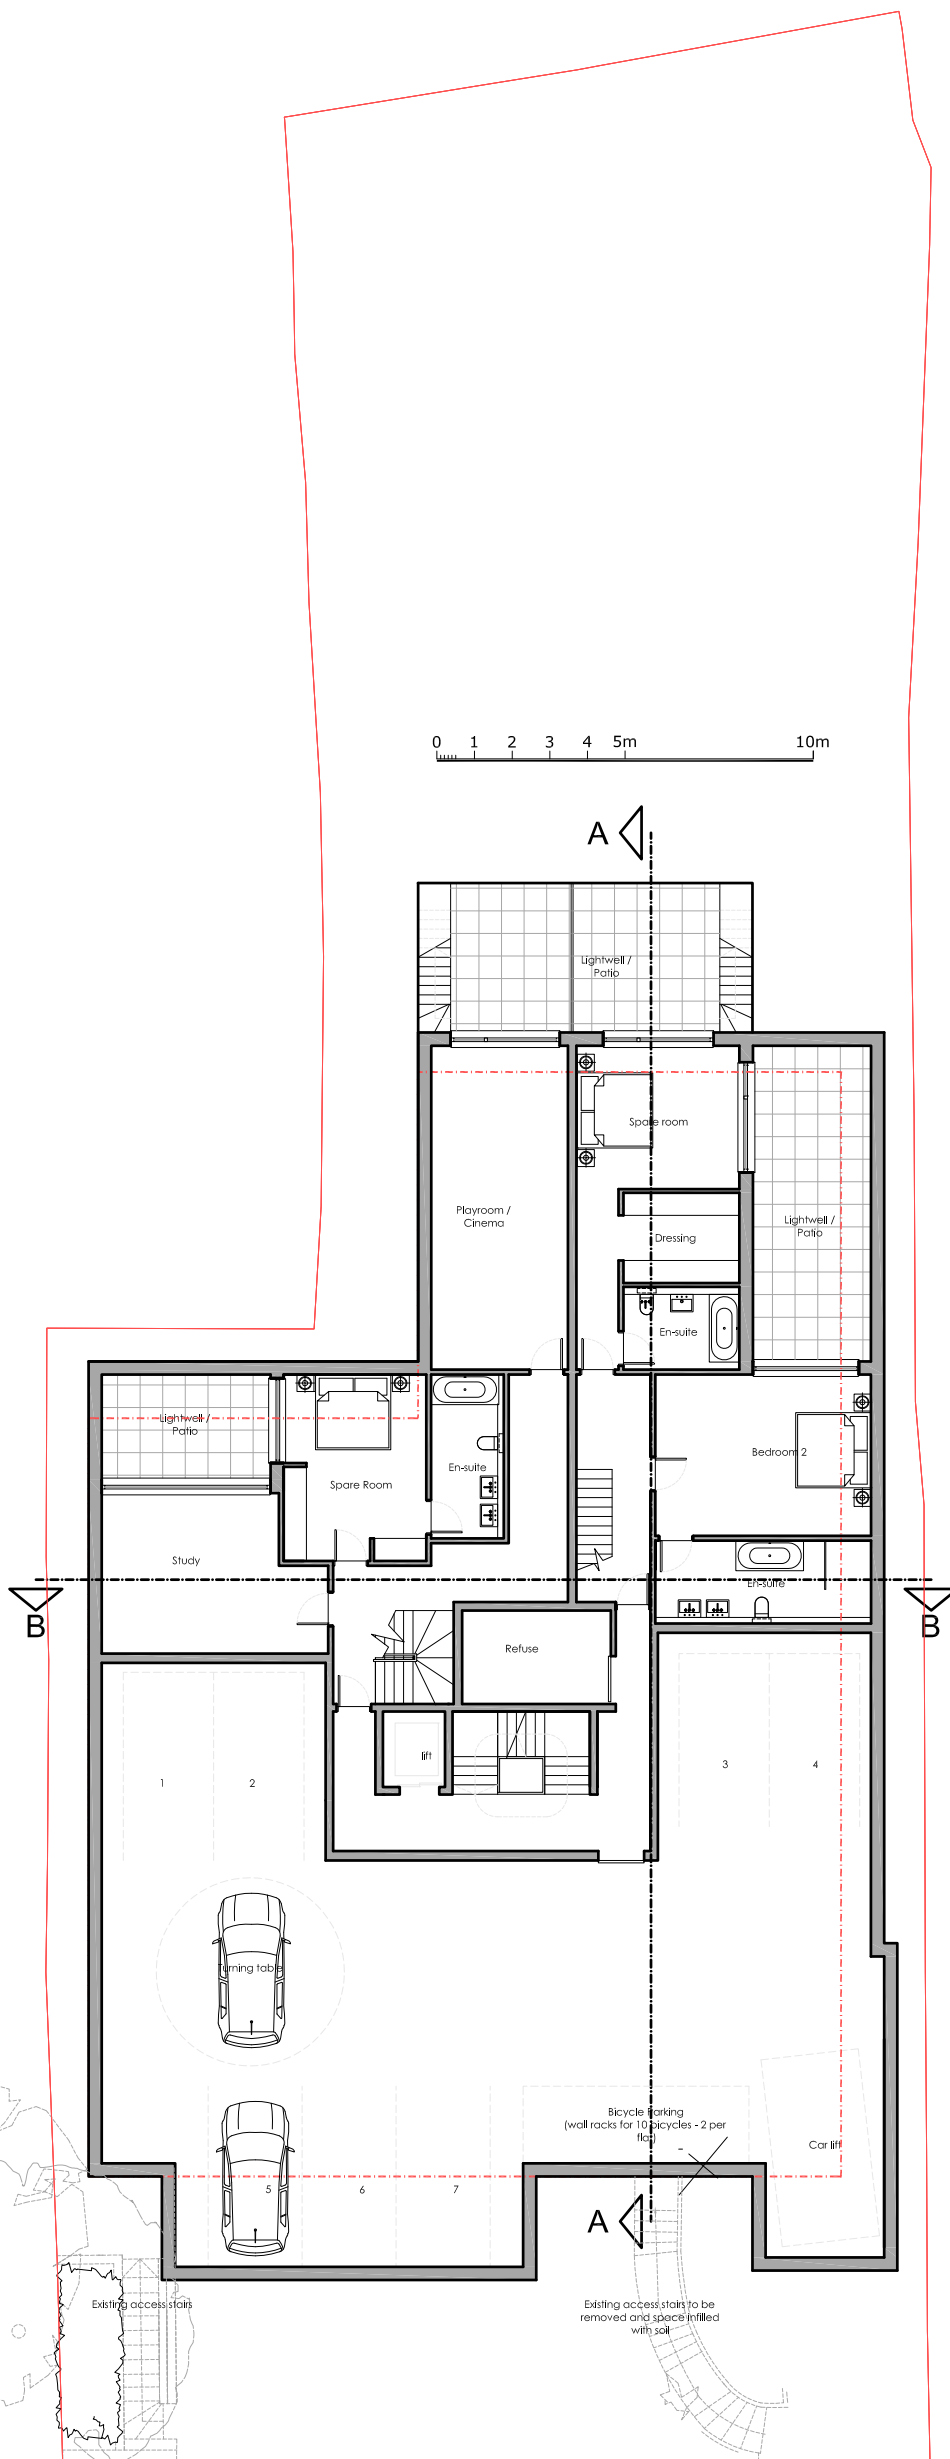 0 1 2 3 4 5m 10m
A
Lightwell /
Patio
Spare room
Playroom /
Cinema
Lightwell /
Patio
Dressing
En-suite
Lightwell /
Patio
Bedroom 2
En-suite
Spare Room
Study
En-suite
B
B
Refuse
lift
3
4
1
2
Turning table
Bicycle Parking
(wall racks for 10 bicycles - 2 per
flat)
Car lift
5
6
7
A
Existing access stairs
Existing access stairs to be
removed and space infilled
with soil